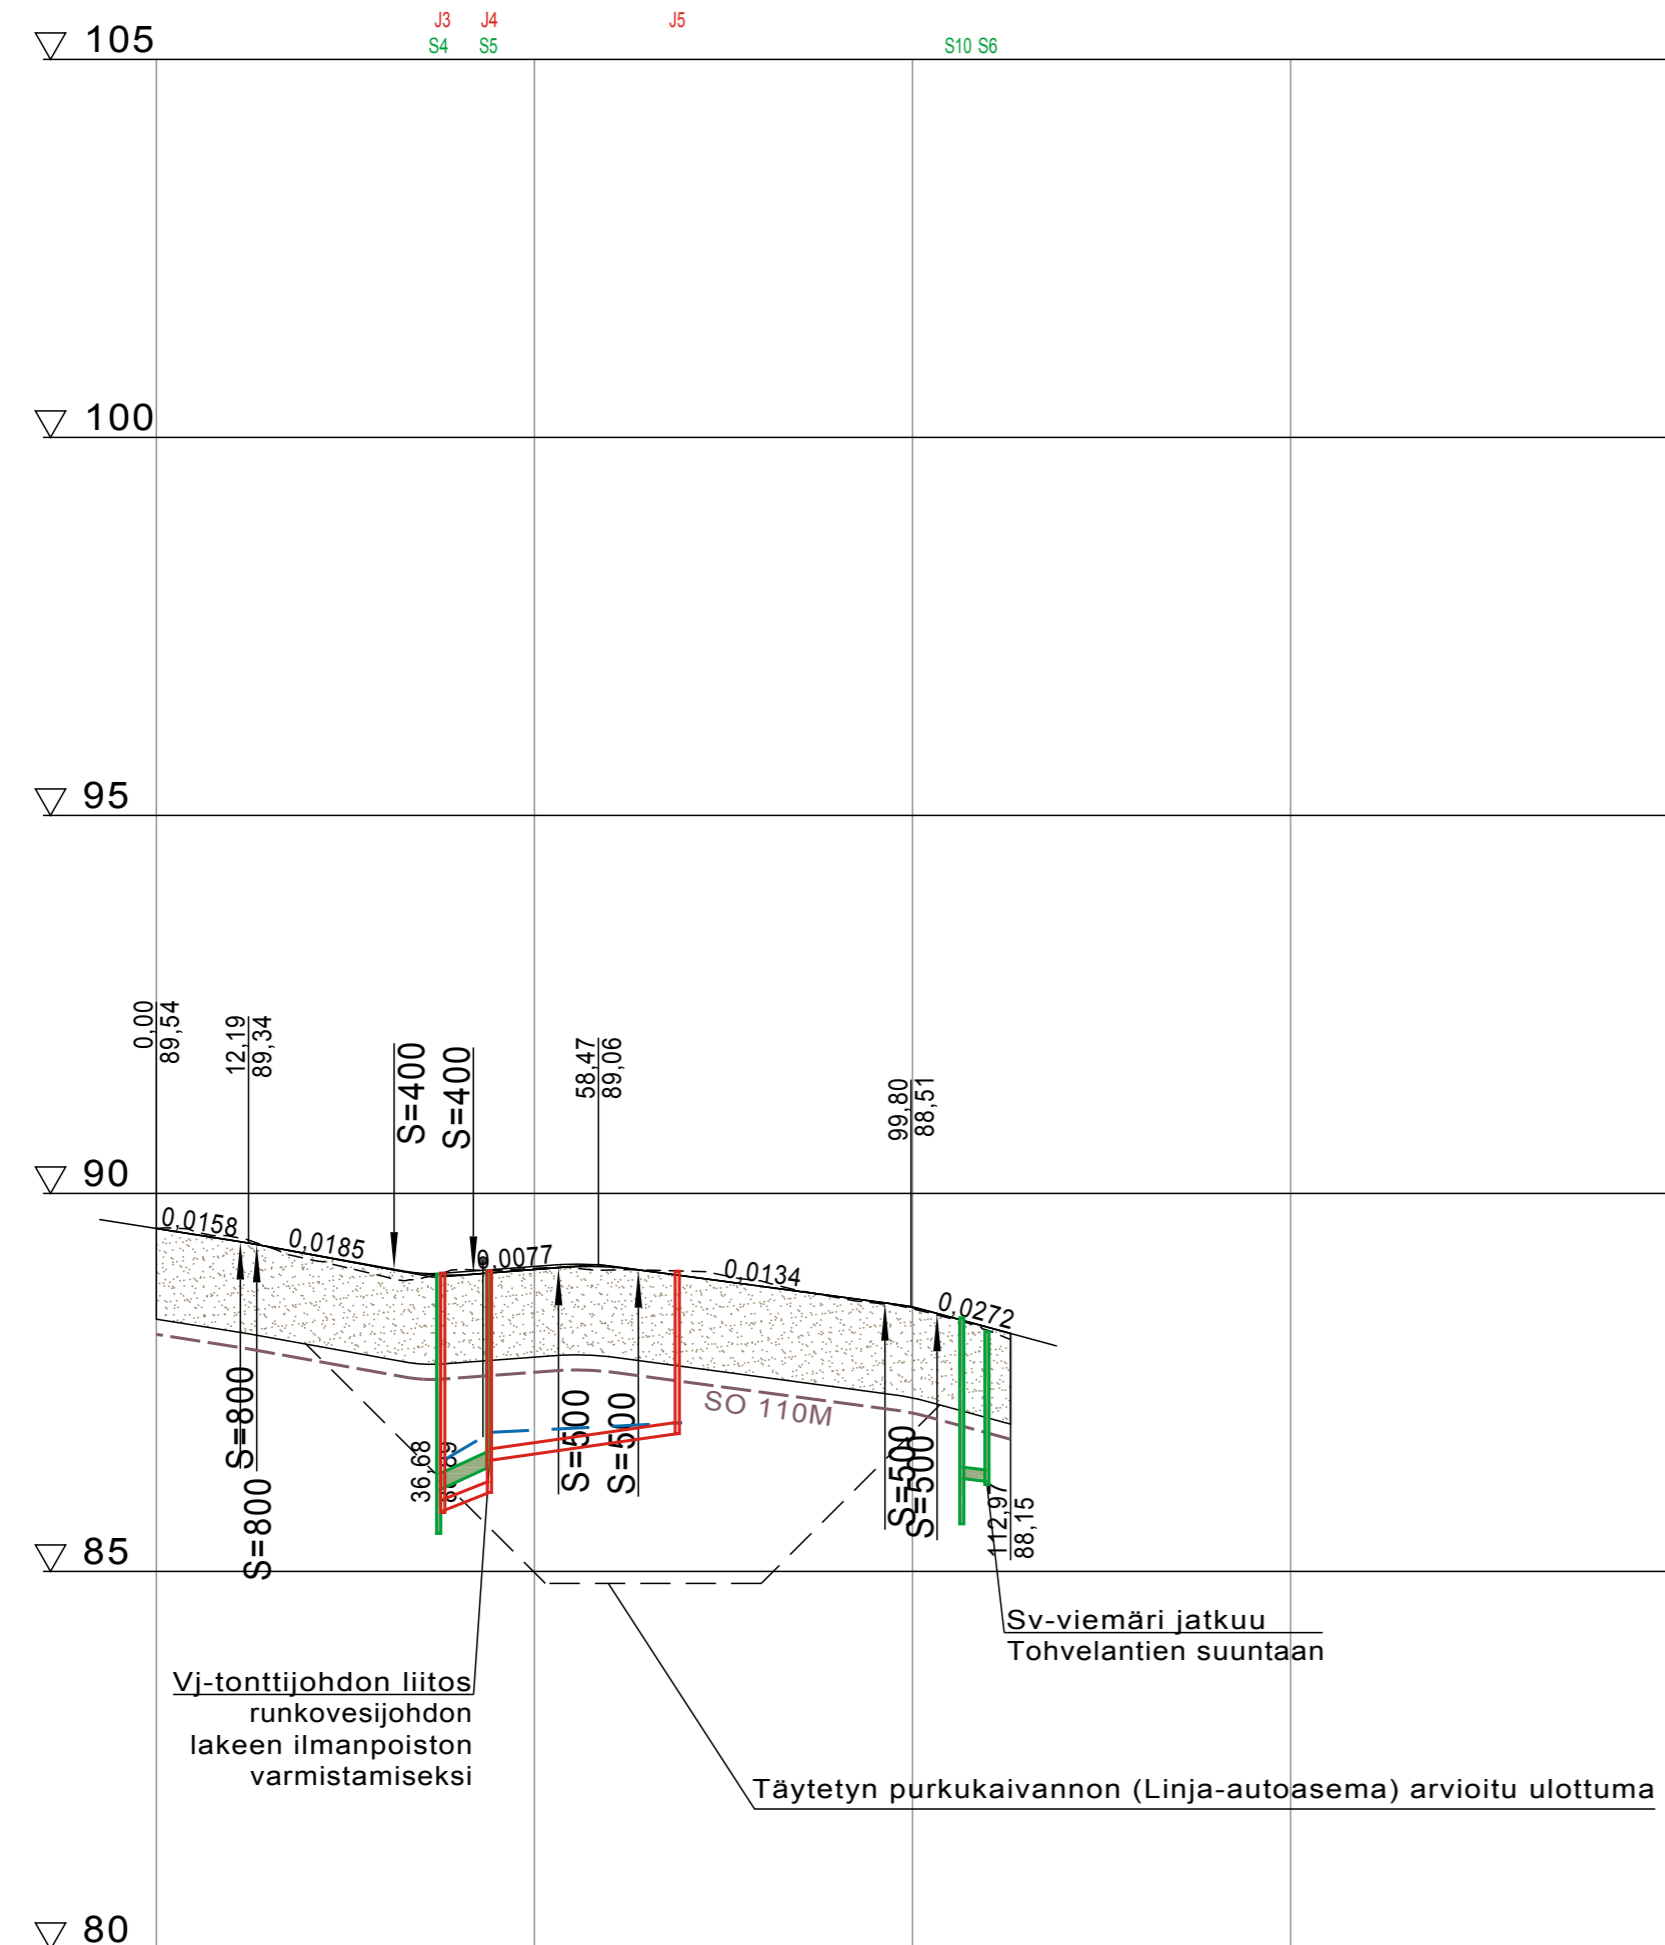 J3 J4 J5
S4 S5 S10 S6
105
100
95
90
85
80
0,00
89,54
12,19
89,34
S=400
S=400
58,47
89,06
99,80
88,51
0,0158
0,0185
0,0077
0,0134
0,0272
S=800
S=800
36,68
S=500
S=500
SO 110M
S=500
S=500
112,97
88,15
Sv-viemäri jatkuu
Tohvelantien suuntaan
Vj-tonttijohdon liitos
runkovesijohdon
lakeen ilmanpoiston
varmistamiseksi
Täytetyn purkukaivannon (Linja-autoasema) arvioitu ulottuma